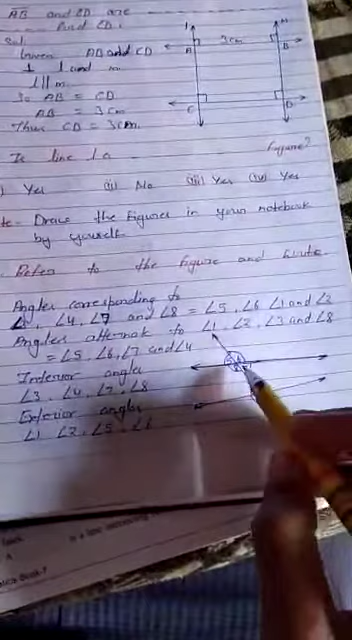 AB and CD are
Find CD.
Sol:
Given AB and CD
⊥ l and m
l || m
So AB = CD
AB = 3cm
Thus CD = 3cm.
l
M
3cm
A
B
C
D
Is line l a
figure?
Yes (ii) No (iii) Yes (iv) Yes
Draw the figures in your notebook
by yourself.
Refer to the figure and write.
Angles corresponding to
∠3, ∠4, ∠7 and ∠8 = ∠5, ∠6, ∠1 and ∠2
Angles alternate to ∠1, ∠2, ∠3 and ∠8
= ∠5, ∠6, ∠7 and ∠4
Interior angles
∠3, ∠4, ∠7, ∠8
Exterior angles
∠1 ∠2, ∠5, ∠6